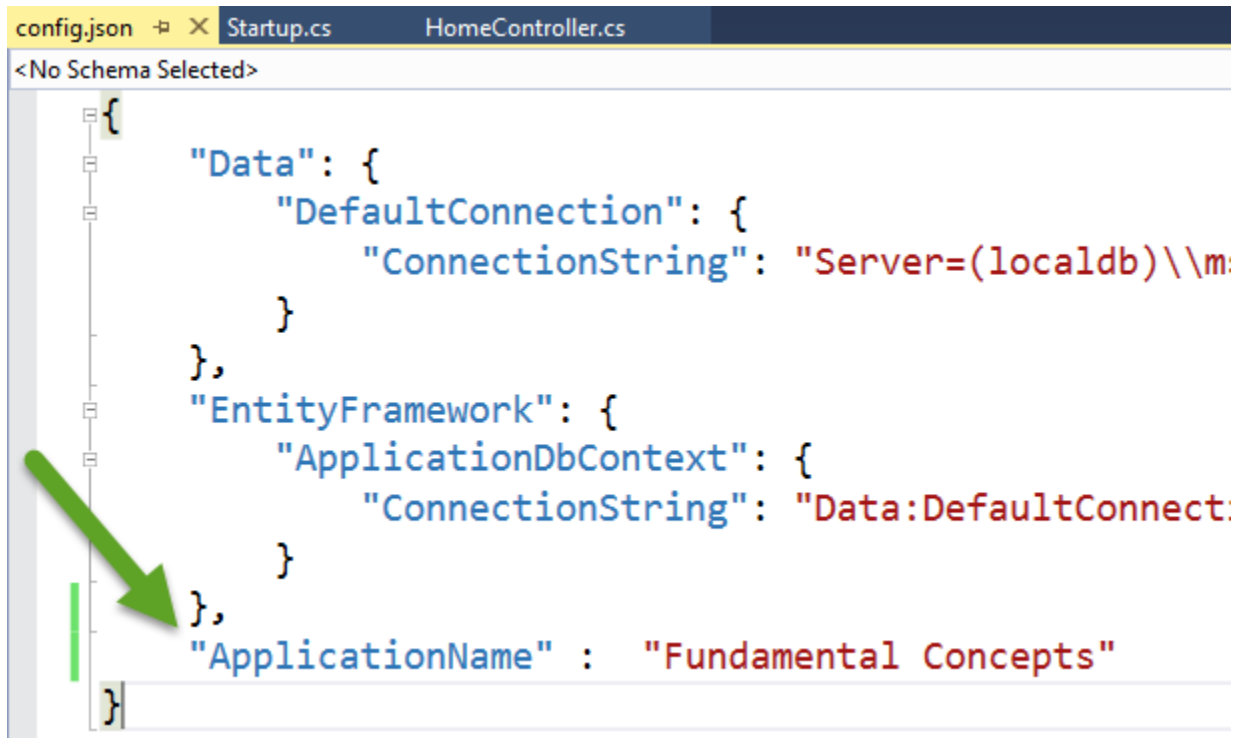 config.json Startup.cs HomeController.cs
<No Schema Selected>
{
"Data": {
"DefaultConnection": {
"ConnectionString": "Server=(localdb)\\m
}
},
"EntityFramework": {
"ApplicationDbContext": {
"ConnectionString": "Data:DefaultConnect
}
},
"ApplicationName" : "Fundamental Concepts"
}